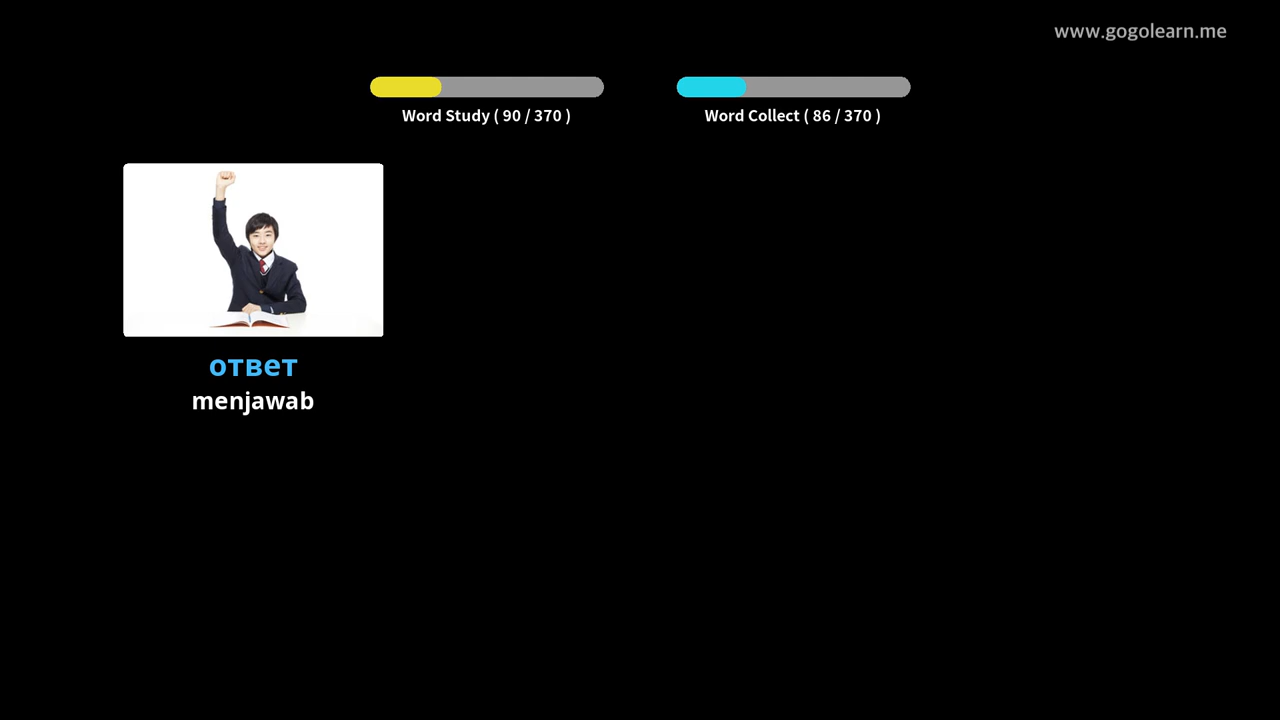 www.gogolearn.me
Word Study ( 90 / 370 )
Word Collect ( 86 / 370 )
ответ
menjawab